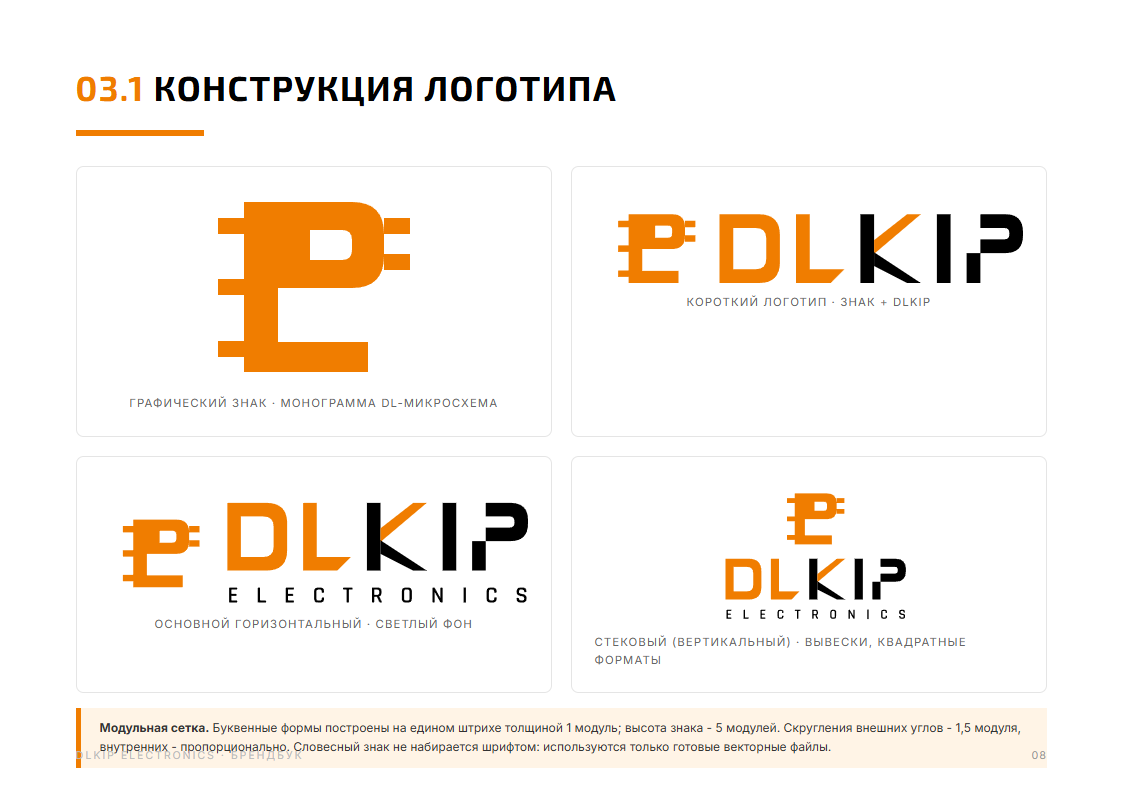 03.1 КОНСТРУКЦИЯ ЛОГОТИПА
ГРАФИЧЕСКИЙ ЗНАК · МОНОГРАММА DL-МИКРОСХЕМА
DLKIP
КОРОТКИЙ ЛОГОТИП · ЗНАК + DLKIP
DLKIP
ELECTRONICS
ОСНОВНОЙ ГОРИЗОНТАЛЬНЫЙ · СВЕТЛЫЙ ФОН
DLKIP
ELECTRONICS
СТЕКОВЫЙ (ВЕРТИКАЛЬНЫЙ) · ВЫВЕСКИ, КВАДРАТНЫЕ
ФОРМАТЫ
Модульная сетка. Буквенные формы построены на едином штрихе толщиной 1 модуль; высота знака - 5 модулей. Скругления внешних углов - 1,5 модуля,
внутренних - пропорционально. Словесный знак не набирается шрифтом: используются только готовые векторные файлы.
DLKIP ELECTRONICS · БРЕНДБУК
08